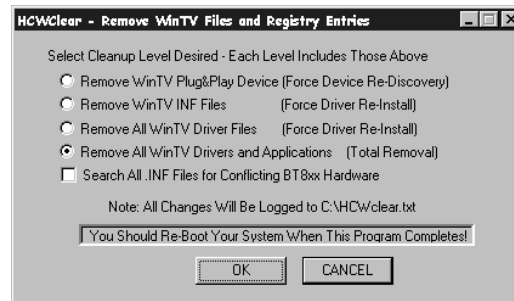 HCWClear - Remove WinTV Files and Registry Entries
Select Cleanup Level Desired - Each Level Includes Those Above
Remove WinTV Plug&Play Device (Force Device Re-Discovery)
Remove WinTV INF Files (Force Driver Re-Install)
Remove All WinTV Driver Files (Force Driver Re-Install)
Remove All WinTV Drivers and Applications (Total Removal)
Search All .INF Files for Conflicting BT8xx Hardware
Note: All Changes Will Be Logged to C:\HCWclear.txt
You Should Re-Boot Your System When This Program Completes!
OK CANCEL